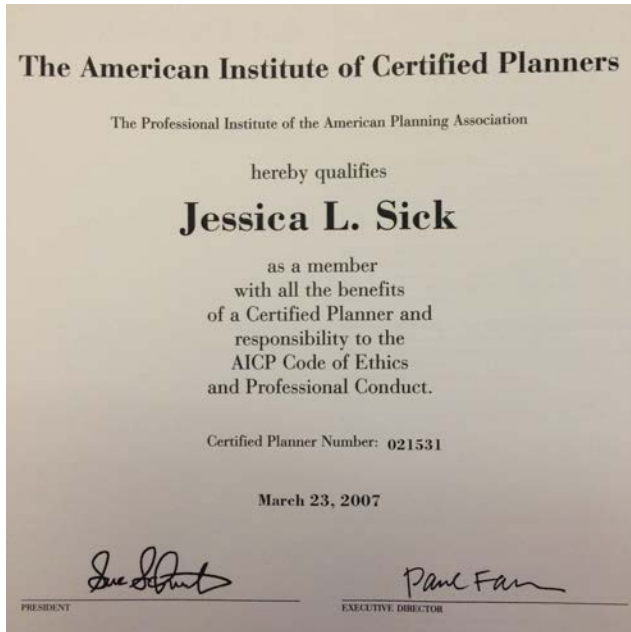 The American Institute of Certified Planners
The Professional Institute of the American Planning Association
hereby qualifies
Jessica L. Sick
as a member
with all the benefits
of a Certified Planner and
responsibility to the
AICP Code of Ethics
and Professional Conduct.
Certified Planner Number: 021531
March 23, 2007
PRESIDENT
EXECUTIVE DIRECTOR